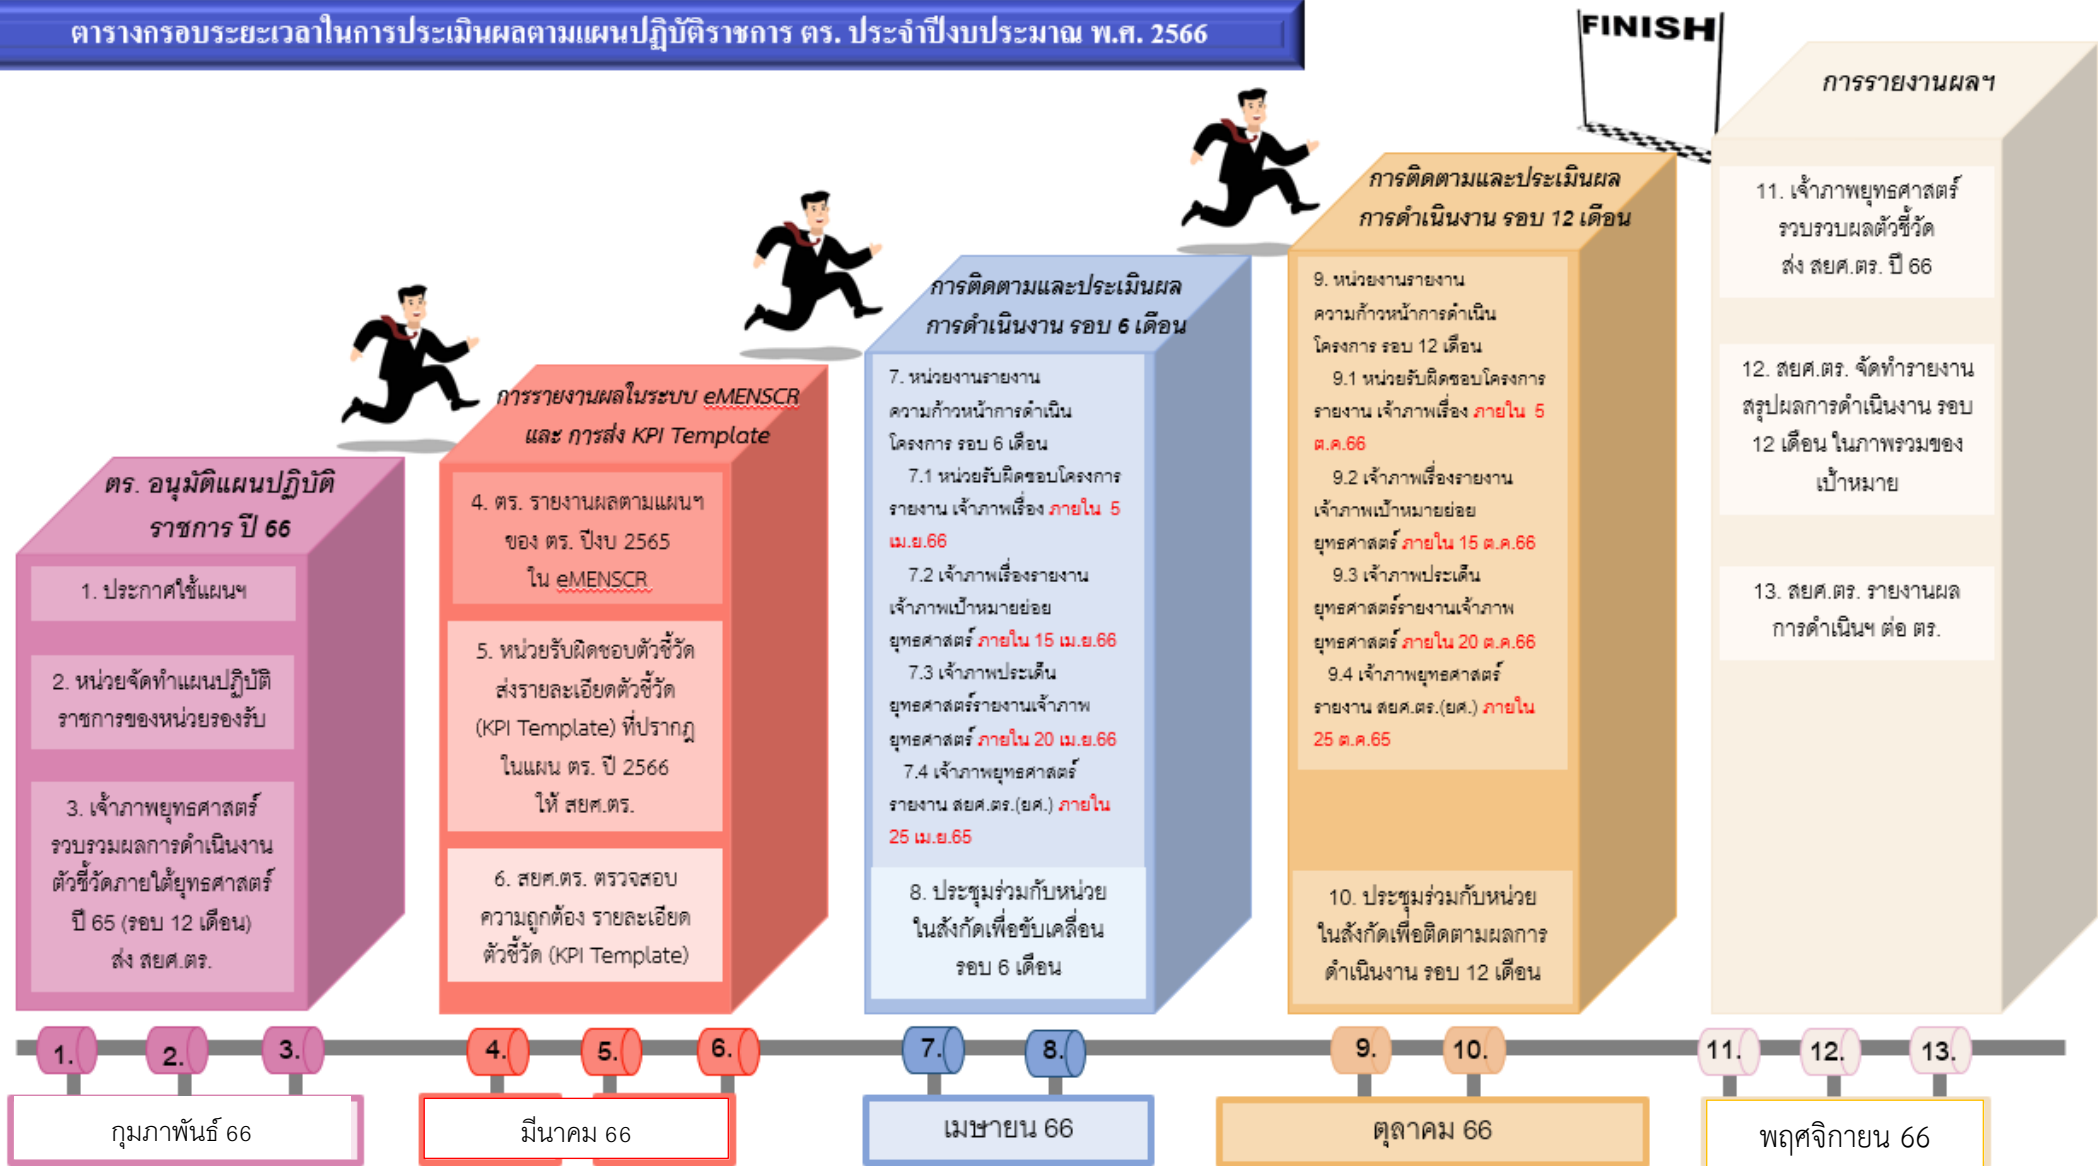 ตารางกรอบระยะเวลาในการประเมินผลตามแผนปฏิบัติราชการ ตร. ประจำปีงบประมาณ พ.ศ. 2566
FINISH
ตร. อนุมัติแผนปฏิบัติ
ราชการ ปี 66
1. ประกาศใช้แผนฯ
2. หน่วยจัดทำแผนปฏิบัติ
ราชการของหน่วยรองรับ
3. เจ้าภาพยุทธศาสตร์
รวบรวมผลการดำเนินงาน
ตัวชี้วัดภายใต้ยุทธศาสตร์
ปี 65 (รอบ 12 เดือน)
ส่ง สยศ.ตร.
การรายงานผลในระบบ eMENSCR
และ การส่ง KPI Template
4. ตร. รายงานผลตามแผนฯ
ของ ตร. ปีงบ 2565
ใน eMENSCR
5. หน่วยรับผิดชอบตัวชี้วัด
ส่งรายละเอียดตัวชี้วัด
(KPI Template) ที่ปรากฏ
ในแผน ตร. ปี 2566
ให้ สยศ.ตร.
6. สยศ.ตร. ตรวจสอบ
ความถูกต้อง รายละเอียด
ตัวชี้วัด (KPI Template)
การติดตามและประเมินผล
การดำเนินงาน รอบ 6 เดือน
7. หน่วยงานรายงาน
ความก้าวหน้าการดำเนิน
โครงการ รอบ 6 เดือน
7.1 หน่วยรับผิดชอบโครงการ
รายงาน เจ้าภาพเรื่อง ภายใน 5
เม.ย.66
7.2 เจ้าภาพเรื่องรายงาน
เจ้าภาพเป้าหมายย่อย
ยุทธศาสตร์ ภายใน 15 เม.ย.66
7.3 เจ้าภาพประเด็น
ยุทธศาสตร์รายงานเจ้าภาพ
ยุทธศาสตร์ ภายใน 20 เม.ย.66
7.4 เจ้าภาพยุทธศาสตร์
รายงาน สยศ.ตร.(ยศ.) ภายใน
25 เม.ย.65
8. ประชุมร่วมกับหน่วย
ในสังกัดเพื่อขับเคลื่อน
รอบ 6 เดือน
การติดตามและประเมินผล
การดำเนินงาน รอบ 12 เดือน
9. หน่วยงานรายงาน
ความก้าวหน้าการดำเนิน
โครงการ รอบ 12 เดือน
9.1 หน่วยรับผิดชอบโครงการ
รายงาน เจ้าภาพเรื่อง ภายใน 5
ต.ค.66
9.2 เจ้าภาพเรื่องรายงาน
เจ้าภาพเป้าหมายย่อย
ยุทธศาสตร์ ภายใน 15 ต.ค.66
9.3 เจ้าภาพประเด็น
ยุทธศาสตร์รายงานเจ้าภาพ
ยุทธศาสตร์ ภายใน 20 ต.ค.66
9.4 เจ้าภาพยุทธศาสตร์
รายงาน สยศ.ตร.(ยศ.) ภายใน
25 ต.ค.65
10. ประชุมร่วมกับหน่วย
ในสังกัดเพื่อติดตามผลการ
ดำเนินงาน รอบ 12 เดือน
การรายงานผลฯ
11. เจ้าภาพยุทธศาสตร์
รวบรวบผลตัวชี้วัด
ส่ง สยศ.ตร. ปี 66
12. สยศ.ตร. จัดทำรายงาน
สรุปผลการดำเนินงาน รอบ
12 เดือน ในภาพรวมของ
เป้าหมาย
13. สยศ.ตร. รายงานผล
การดำเนินฯ ต่อ ตร.
1. 2. 3. 4. 5. 6. 7. 8. 9. 10. 11. 12. 13.
กุมภาพันธ์ 66
มีนาคม 66
เมษายน 66
ตุลาคม 66
พฤศจิกายน 66